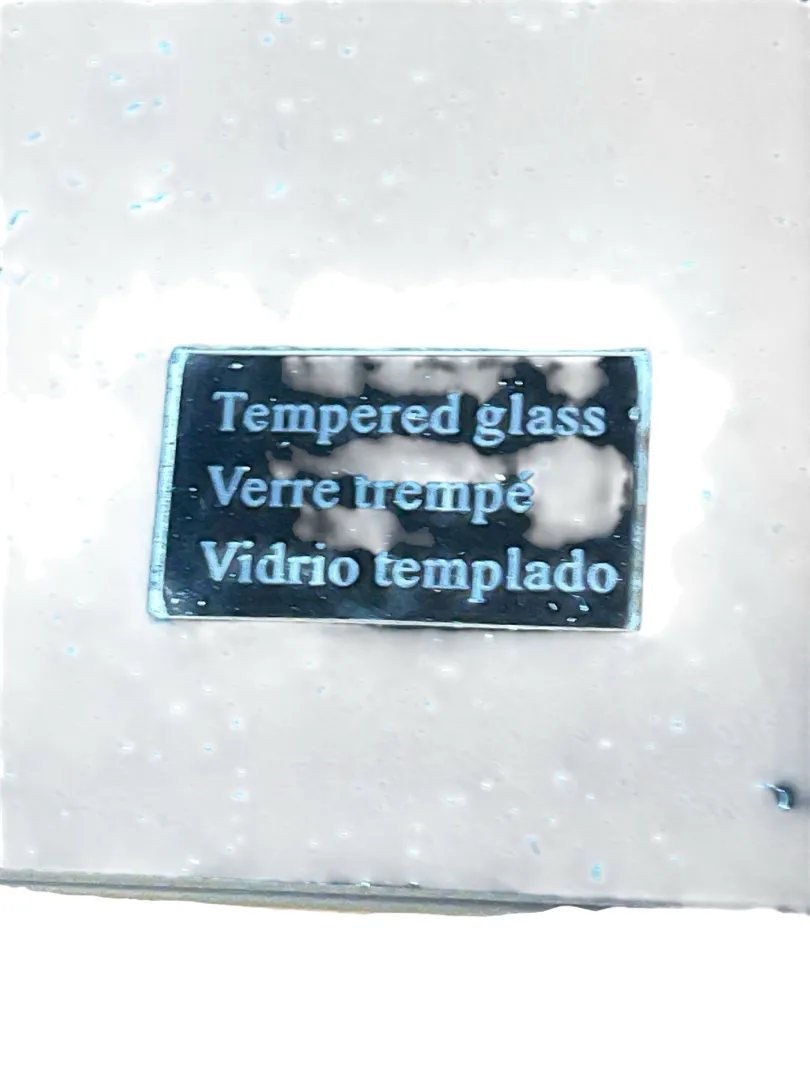 Tempered glass
Verre trempé
Vidrio templado